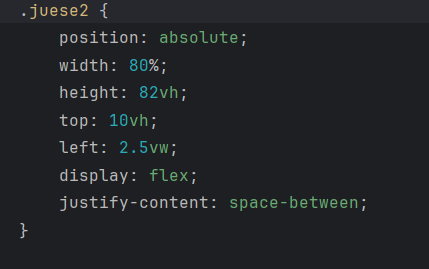 .juese2 {
    position: absolute;
    width: 80%;
    height: 82vh;
    top: 10vh;
    left: 2.5vw;
    display: flex;
    justify-content: space-between;
}